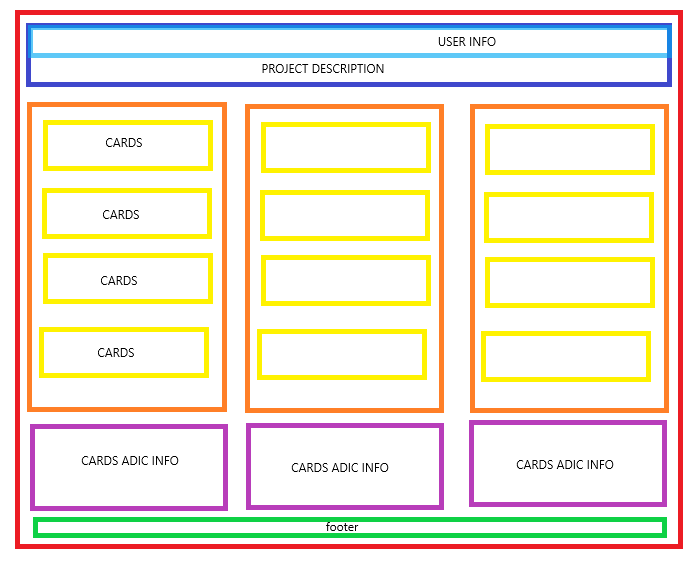 USER INFO
PROJECT DESCRIPTION
CARDS
CARDS
CARDS
CARDS
CARDS ADIC INFO
CARDS ADIC INFO
CARDS ADIC INFO
footer